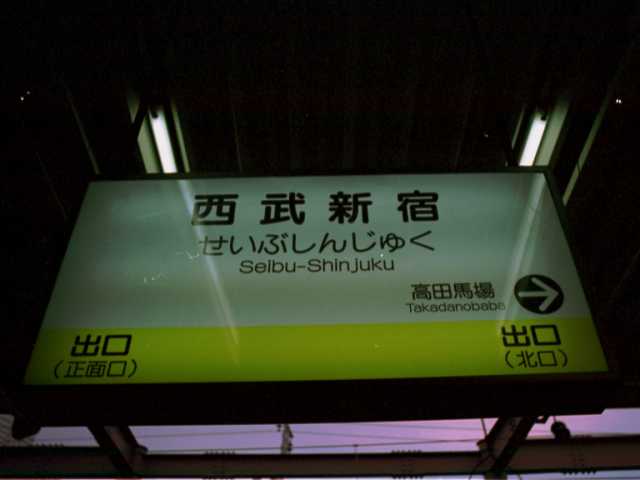 西武新宿
せいぶしんじゅく
Seibu-Shinjuku
高田馬場
Takadanobaba
出口
(正面口)
出口
(北口)